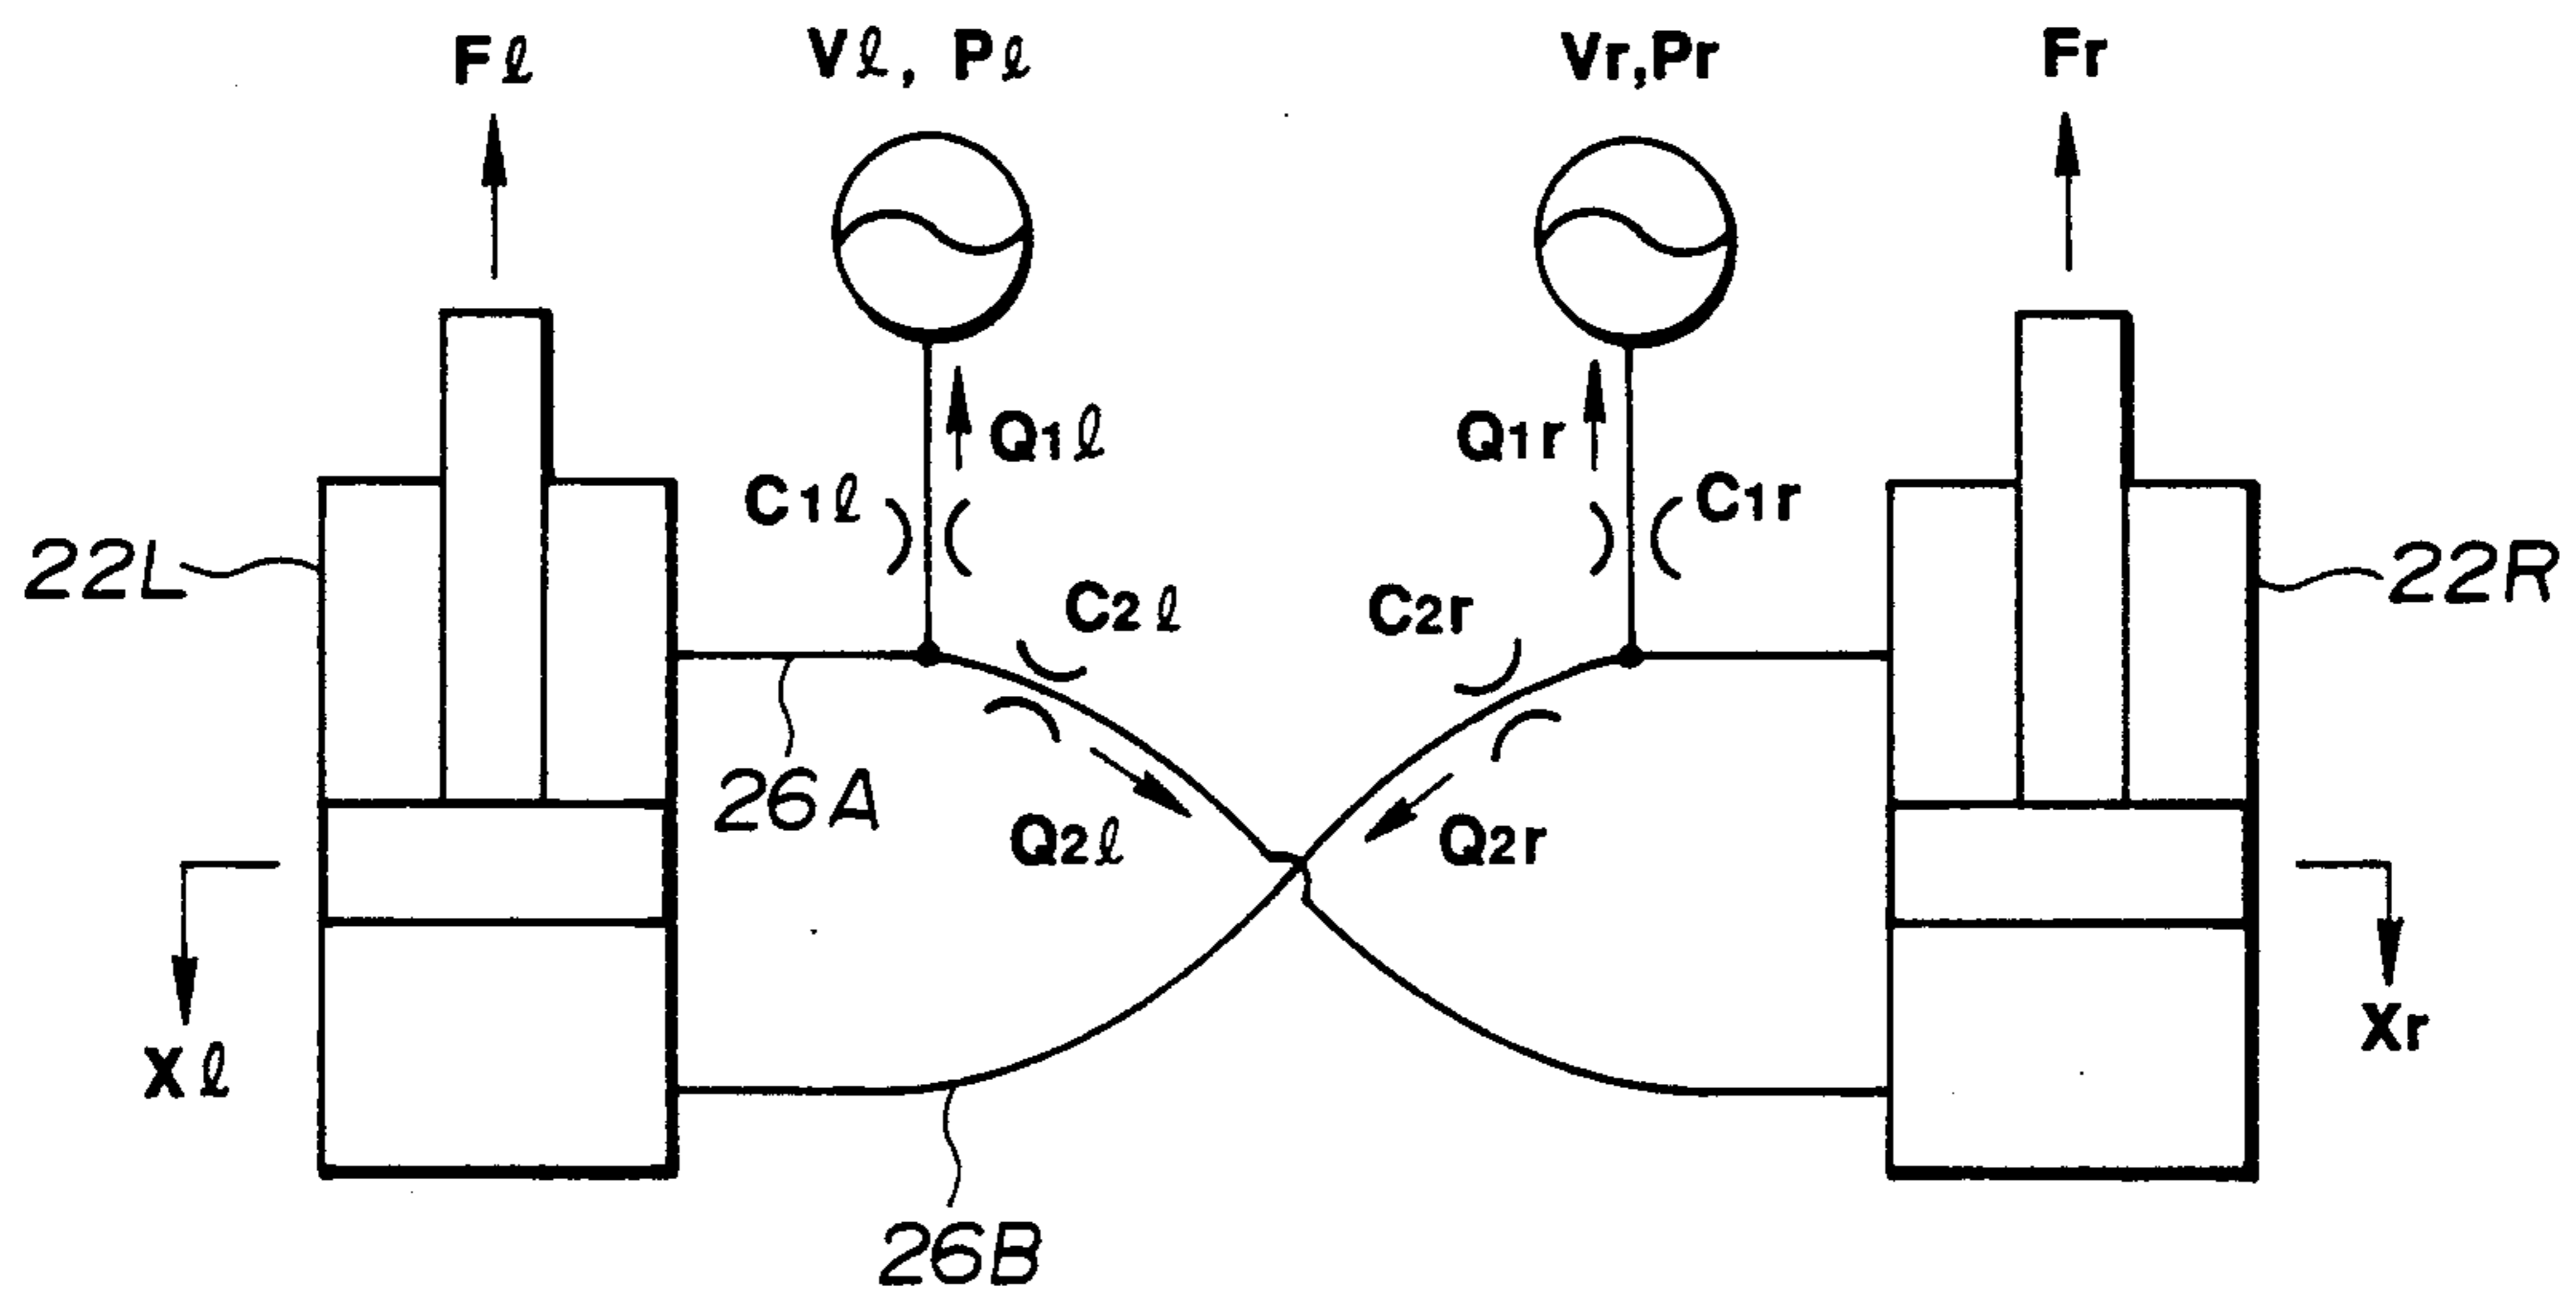 Fℓ
Vℓ, Pℓ
Vr,Pr
Fr
Q1ℓ
Q1r
C1ℓ
C1r
22L
22R
C2ℓ
C2r
26A
Q2ℓ
Q2r
Xℓ
Xr
26B